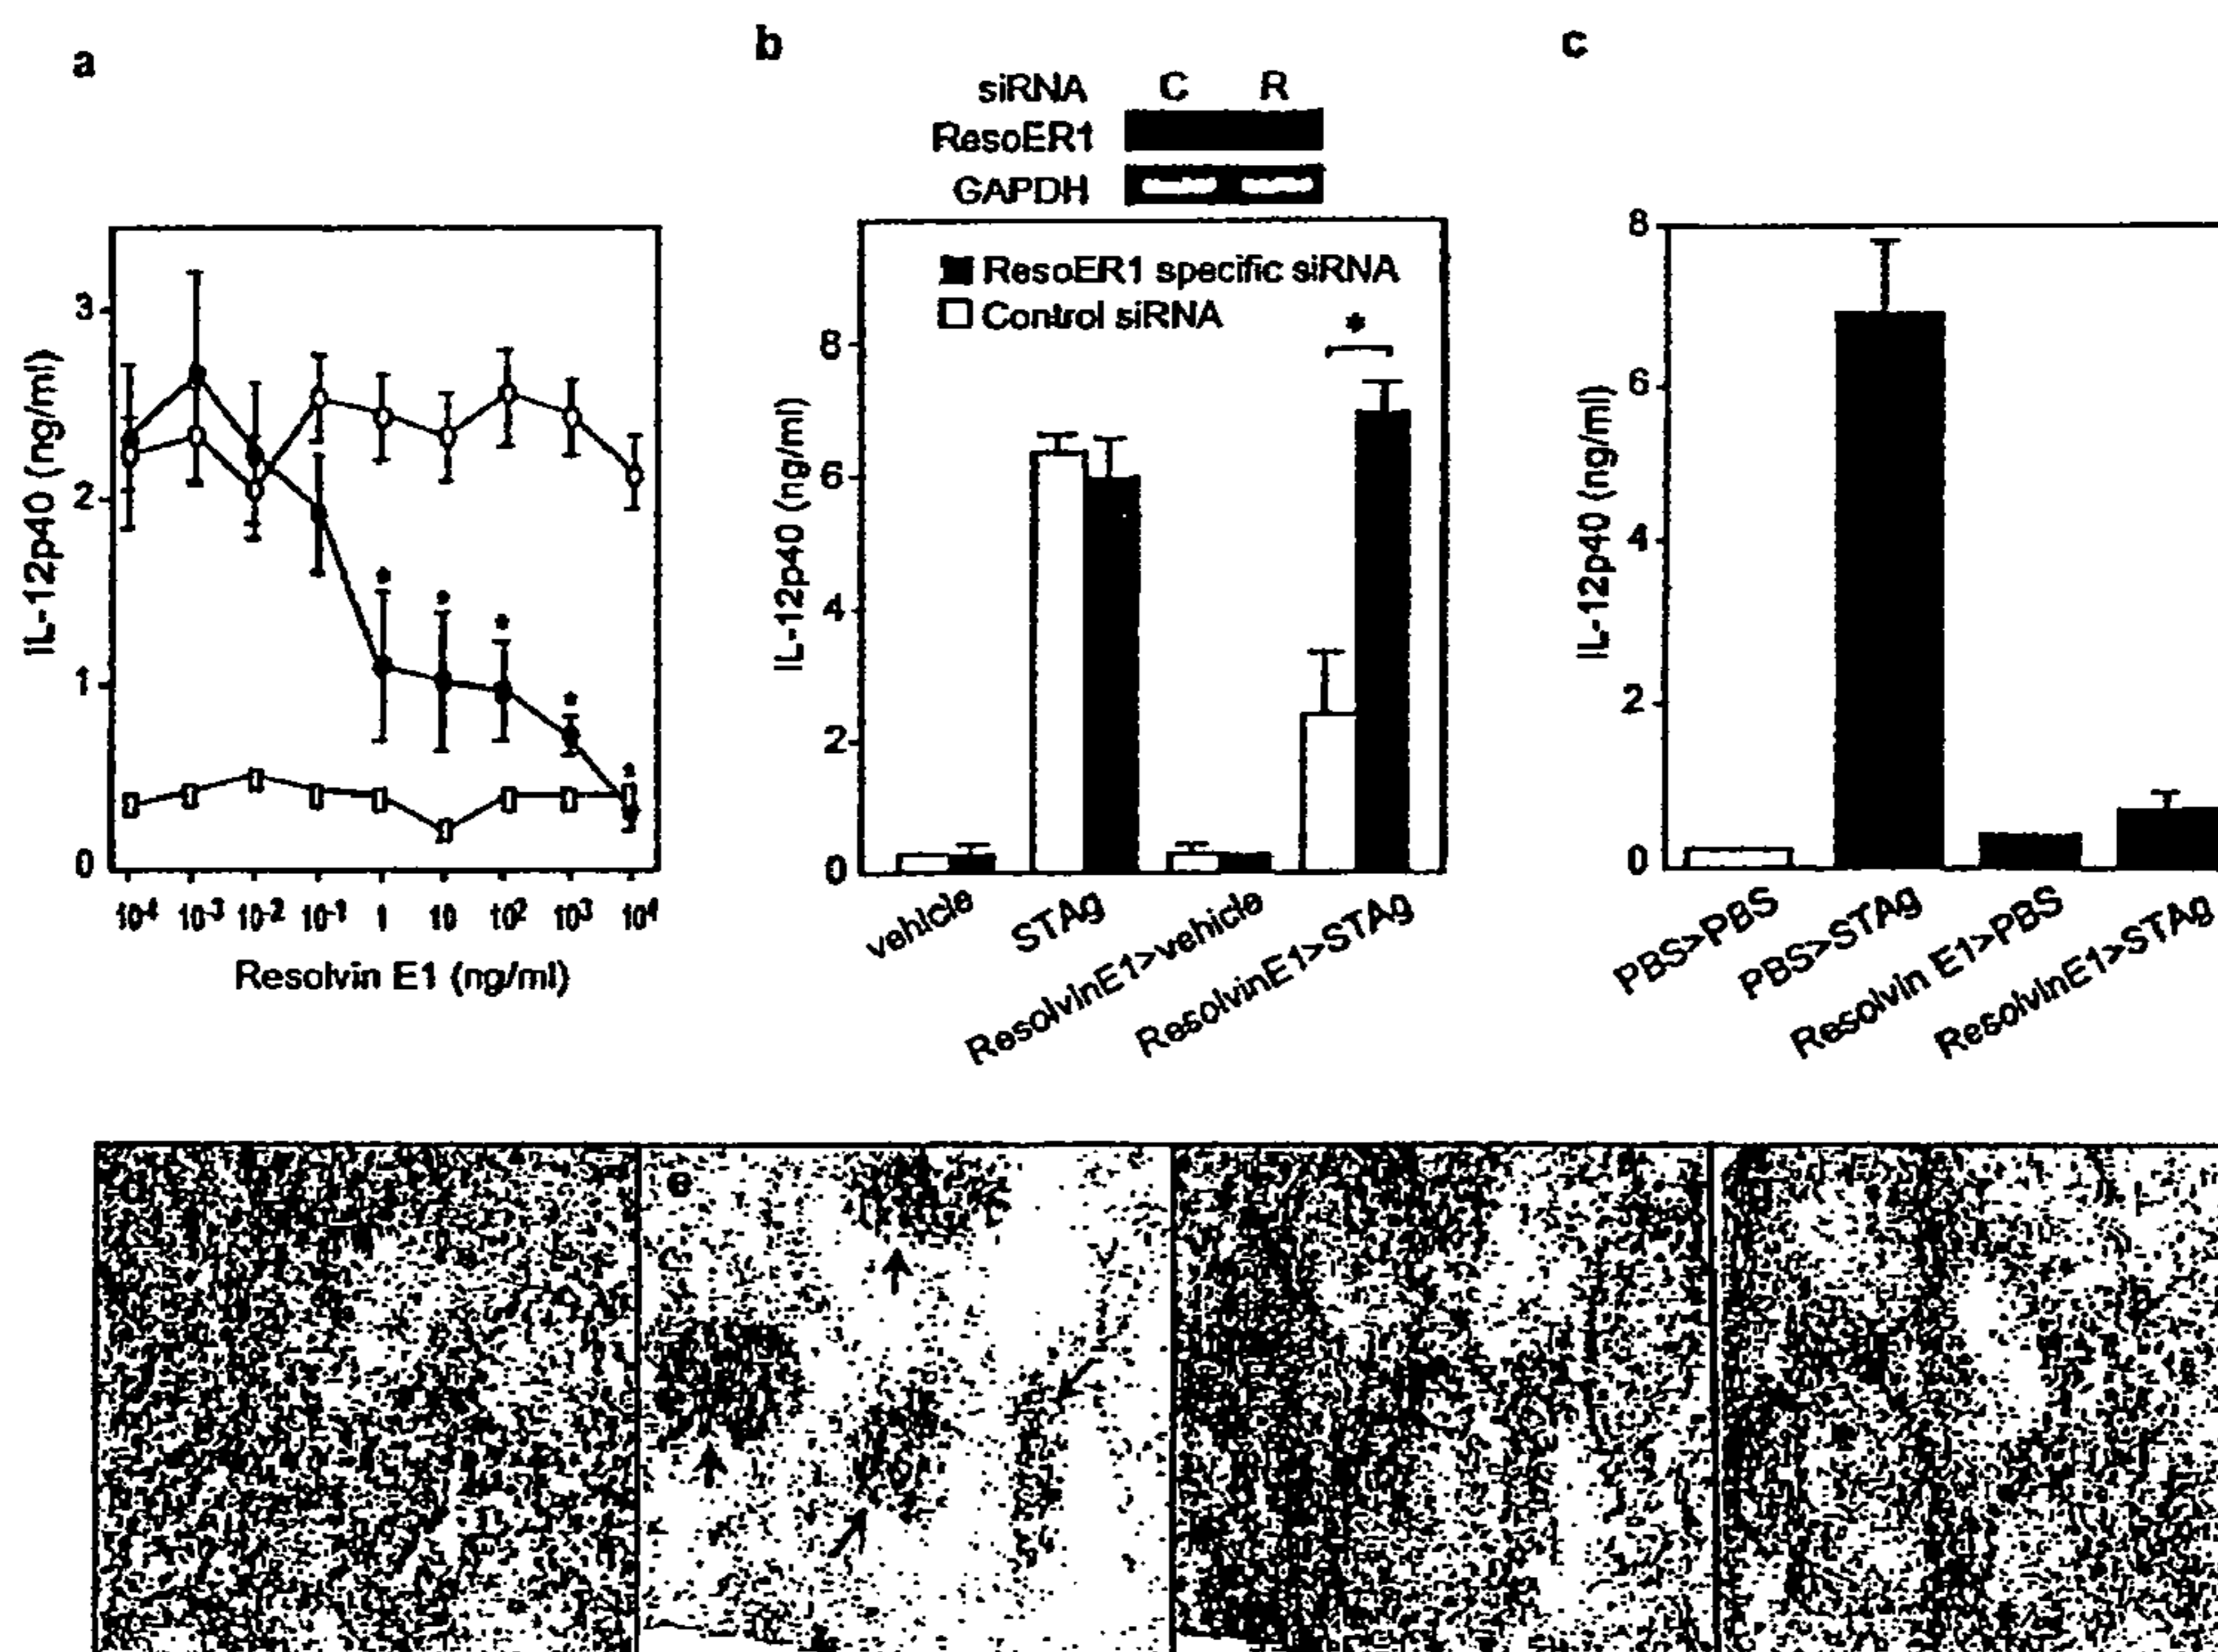 a
b
c
siRNA C R
ResoER1
GAPDH
IL-12p40 (ng/ml)
3
2
1
0
10-4 10-3 10-2 10-1 1 10 10² 10³ 10⁴
Resolvin E1 (ng/ml)
* * * * *
IL-12p40 (ng/ml)
ResoER1 specific siRNA
Control siRNA
*
8
6
4
2
0
vehicle
STAg
ResolvinE1>vehicle
ResolvinE1>STAg
IL-12p40 (ng/ml)
8
6
4
2
0
PBS>PBS
PBS>STAg
Resolvin E1>PBS
ResolvinE1>STAg
d
e
g